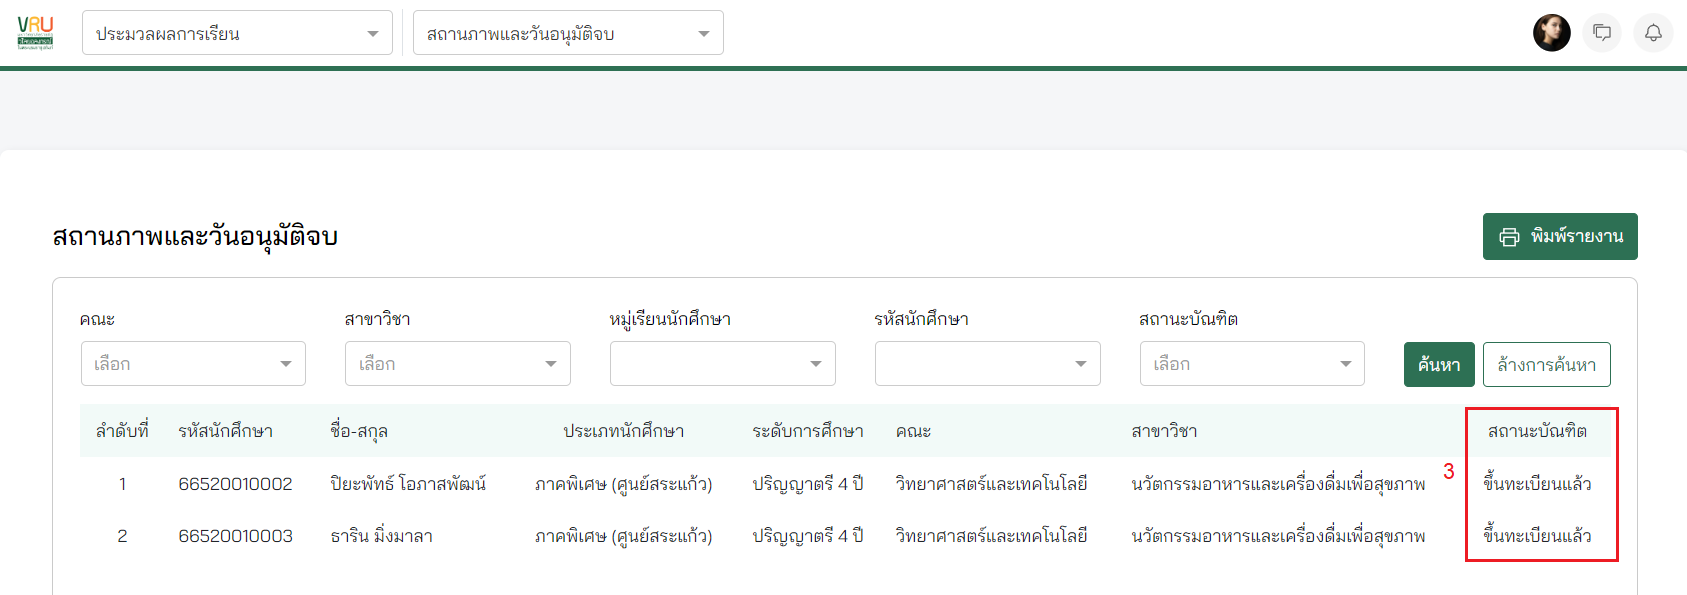 VRU
ประมวลผลการเรียน
สถานภาพและวันอนุมัติจบ
สถานภาพและวันอนุมัติจบ
พิมพ์รายงาน
คณะ สาขาวิชา หมู่เรียนนักศึกษา รหัสนักศึกษา สถานะบัณฑิต
เลือก เลือก เลือก ค้นหา ล้างการค้นหา
ลำดับที่ รหัสนักศึกษา ชื่อ-สกุล ประเภทนักศึกษา ระดับการศึกษา คณะ สาขาวิชา สถานะบัณฑิต
1 66520010002 ปิยะพัทธ์ โอภาสพัฒน์ ภาคพิเศษ (ศูนย์สระแก้ว) ปริญญาตรี 4 ปี วิทยาศาสตร์และเทคโนโลยี นวัตกรรมอาหารและเครื่องดื่มเพื่อสุขภาพ 3 ขึ้นทะเบียนแล้ว
2 66520010003 ธาริน มิ่งมาลา ภาคพิเศษ (ศูนย์สระแก้ว) ปริญญาตรี 4 ปี วิทยาศาสตร์และเทคโนโลยี นวัตกรรมอาหารและเครื่องดื่มเพื่อสุขภาพ ขึ้นทะเบียนแล้ว